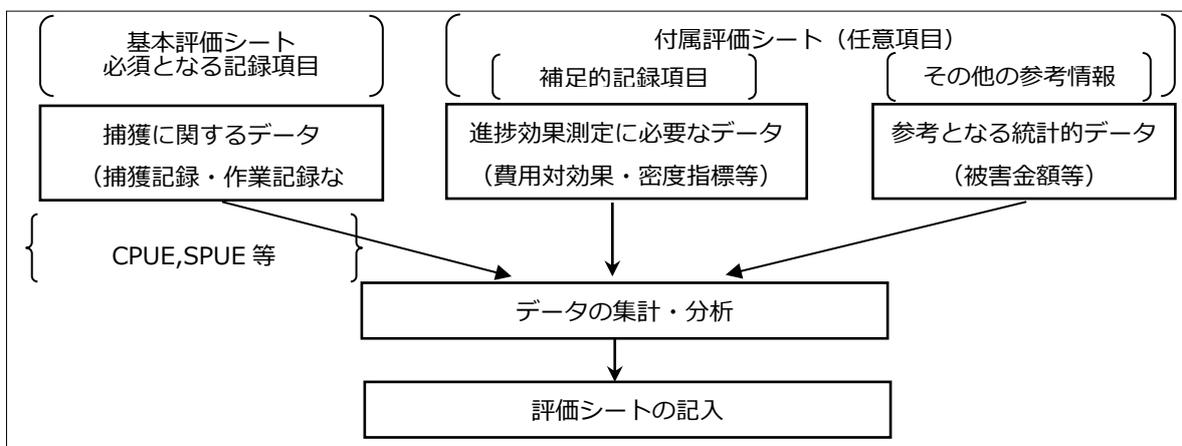 基本評価シート
必須となる記録項目
付属評価シート（任意項目）
補足的記録項目
その他の参考情報
捕獲に関するデータ
（捕獲記録・作業記録な
進捗効果測定に必要なデータ
（費用対効果・密度指標等）
参考となる統計的データ
（被害金額等）
CPUE,SPUE 等
データの集計・分析
評価シートの記入